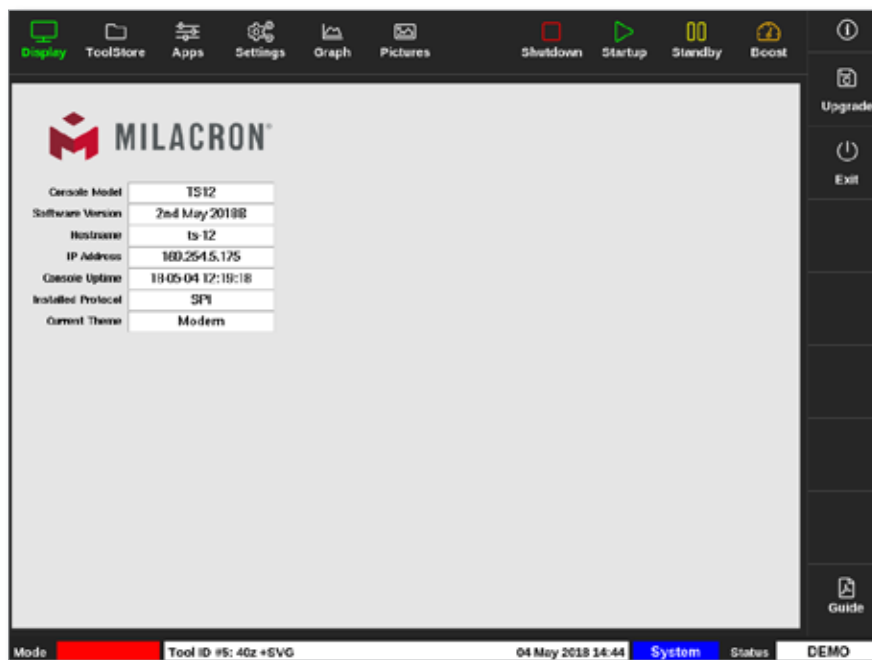 Display ToolStore Apps Settings Graph Pictures Shutdown Startup Standby Boost
Upgrade
Exit
MILACRON®
Console Model TS12
Software Version 2nd May 2018B
Hostname ts-12
IP Address 169.254.5.175
Console Uptime 18-05-04 12:19:18
Installed Protocol SPI
Current Theme Modern
Guide
Mode Tool ID #5: 40z +SVG 04 May 2018 14:44 System Status DEMO